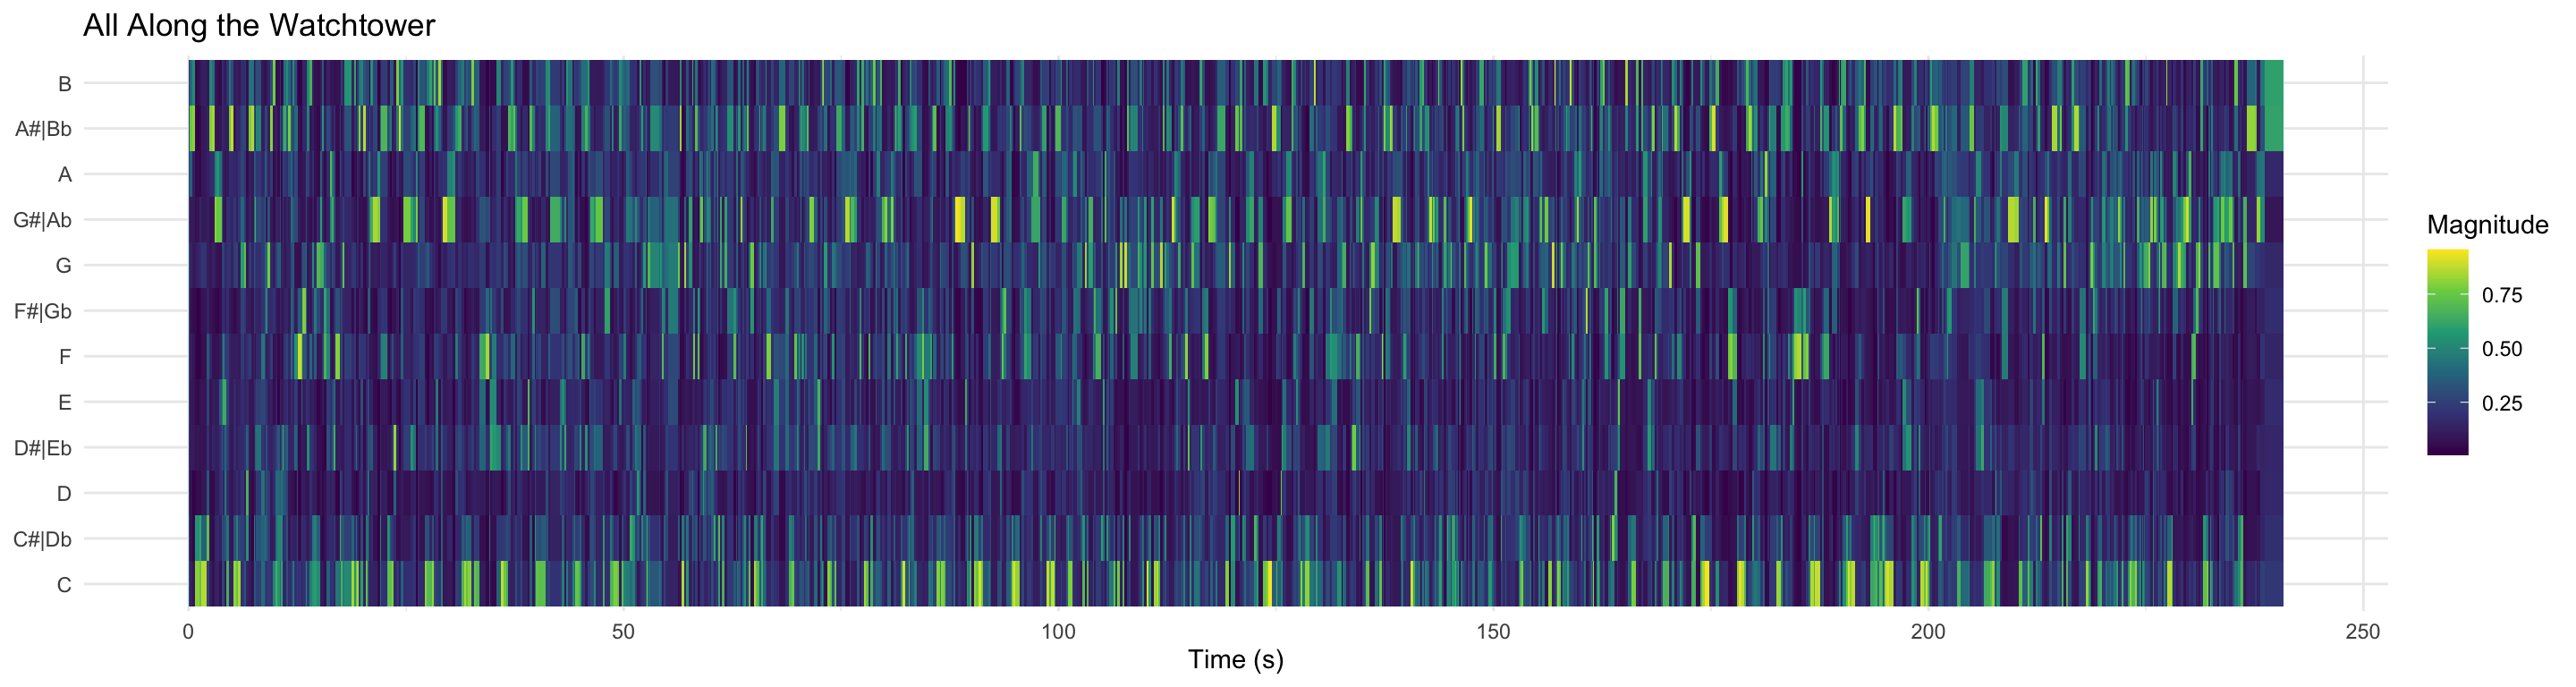 All Along the Watchtower
B
A#|Bb
A
G#|Ab
G
F#|Gb
F
E
D#|Eb
D
C#|Db
C
0 50 100 150 200 250
Time (s)
Magnitude
0.75
0.50
0.25